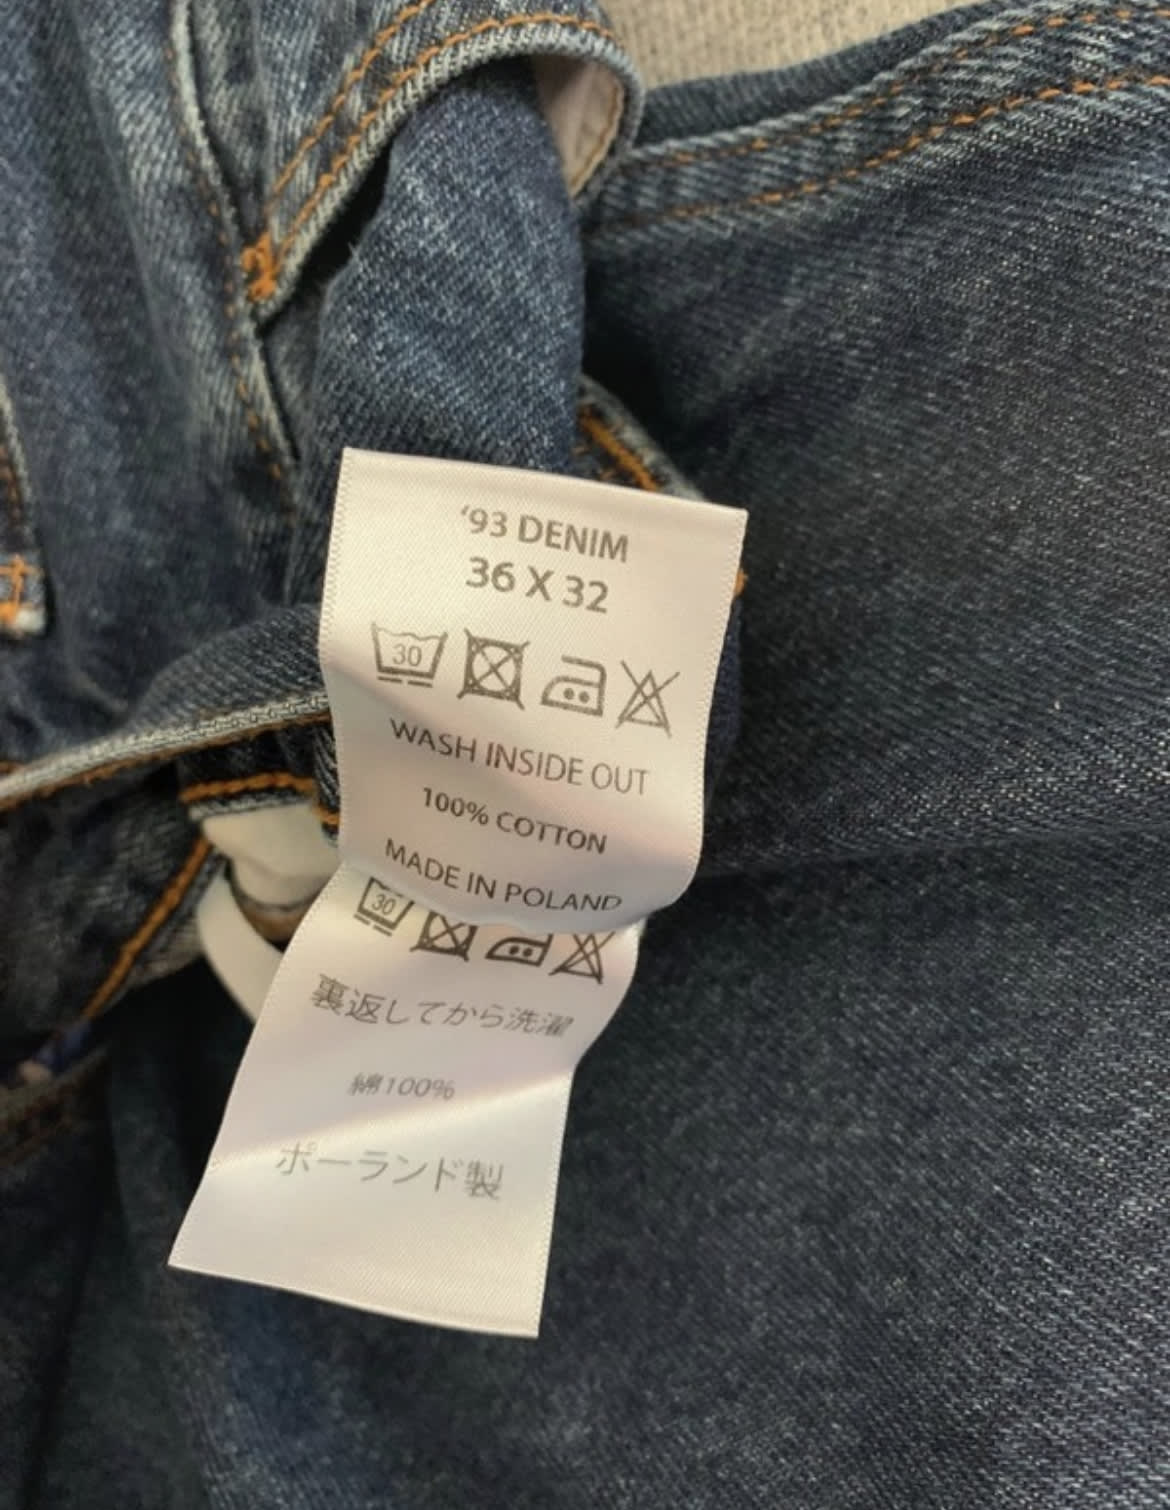 ‘93 DENIM
36 X 32
30
WASH INSIDE OUT
100% COTTON
MADE IN POLAND
30
裏返してから洗濯
綿100%
ポーランド製